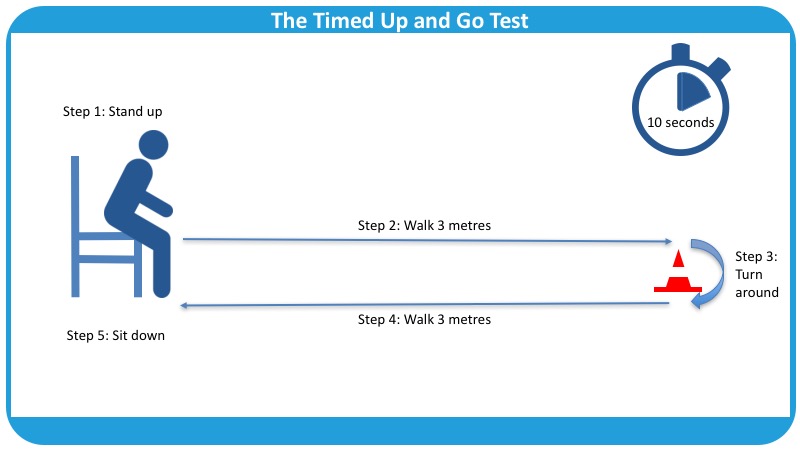 The Timed Up and Go Test
Step 1: Stand up
10 seconds
Step 2: Walk 3 metres
Step 3:
Turn
around
Step 4: Walk 3 metres
Step 5: Sit down